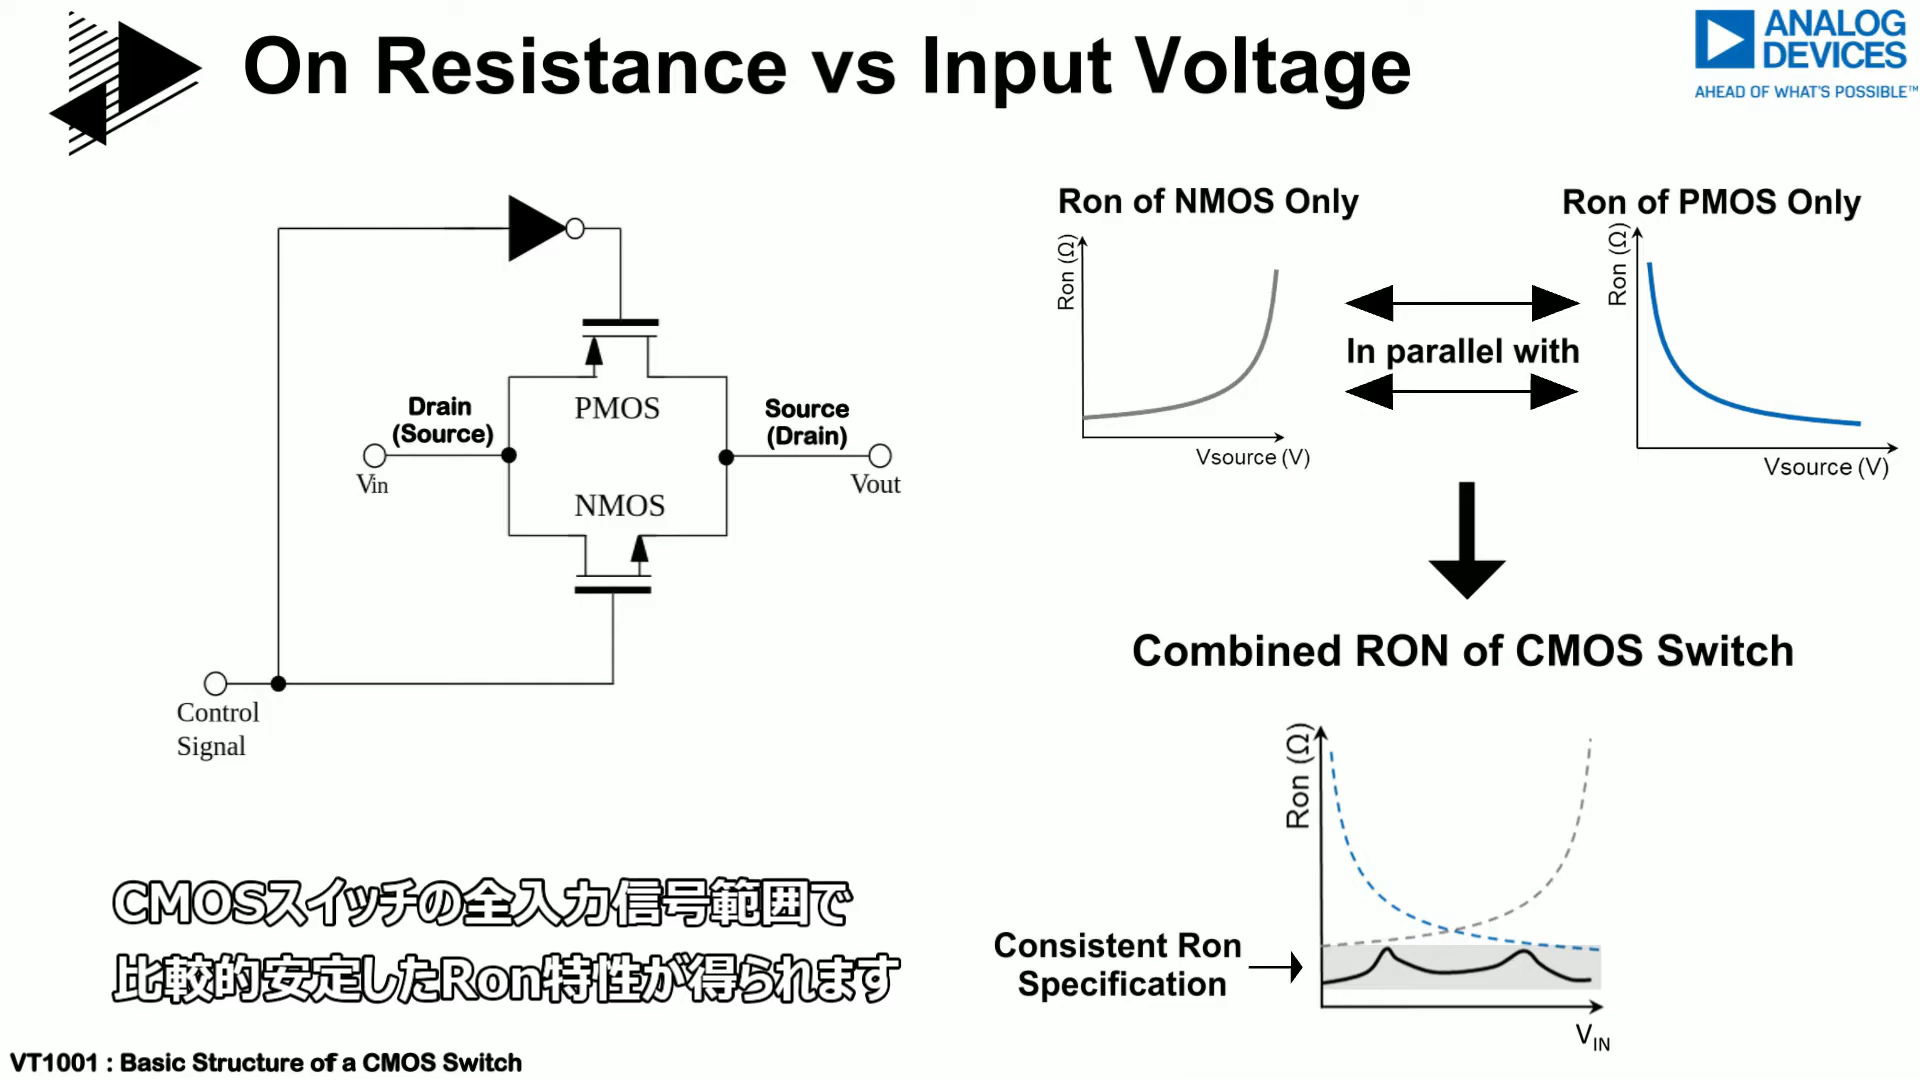 On Resistance vs Input Voltage
ANALOG
DEVICES
AHEAD OF WHAT'S POSSIBLE™
Drain
(Source)
PMOS
Source
(Drain)
Vin
Vout
NMOS
Control
Signal
Ron of NMOS Only
Ron (Ω)
Vsource (V)
In parallel with
Ron of PMOS Only
Ron (Ω)
Vsource (V)
Combined RON of CMOS Switch
Ron (Ω)
Consistent Ron
Specification
VIN
CMOSスイッチの全入力信号範囲で
比較的安定したRon特性が得られます
VT1001 : Basic Structure of a CMOS Switch